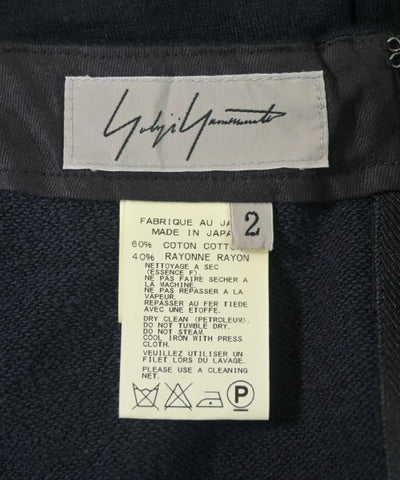 Yohji Yamamoto
2
FABRIQUE AU JA
MADE IN JAPA
60% COTON COTTO
40% RAYONNE RAYON
NETTOYAGE A SEC
(ESSENCE F).
NE PAS FAIRE SECHER A
LA MACHINE.
NE PAS REPASSER A LA
VAPEUR.
REPASSER AU FER TIEDE
AVEC UNE ETOFFE.
DRY CLEAN (PETROLEUM).
DO NOT TUMBLE DRY.
DO NOT STEAM.
COOL IRON WITH PRESS
CLOTH.
VEUILLEZ UTILISER UN
FILET LORS DU LAVAGE.
PLEASE USE A CLEANING
NET.
P